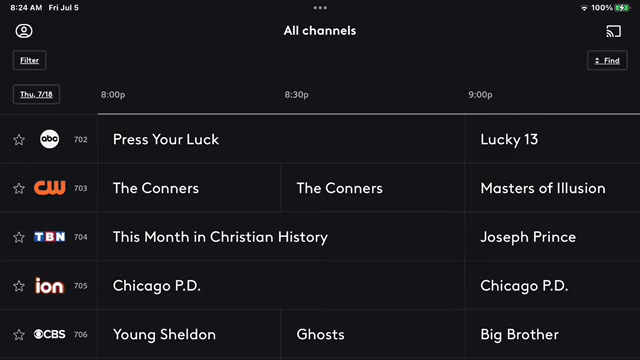 8:24 AM Fri Jul 5
100%
All channels
Filter
Find
Thu, 7/18
8:00p
8:30p
9:00p
abc 702 Press Your Luck Lucky 13
CW 703 The Conners The Conners Masters of Illusion
TBN 704 This Month in Christian History Joseph Prince
ion 705 Chicago P.D. Chicago P.D.
CBS 706 Young Sheldon Ghosts Big Brother